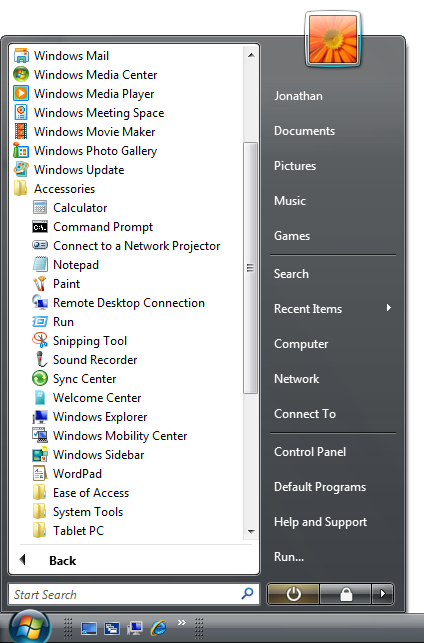 Windows Mail
Windows Media Center
Windows Media Player
Windows Meeting Space
Windows Movie Maker
Windows Photo Gallery
Windows Update
Accessories
Calculator
Command Prompt
Connect to a Network Projector
Notepad
Paint
Remote Desktop Connection
Run
Snipping Tool
Sound Recorder
Sync Center
Welcome Center
Windows Explorer
Windows Mobility Center
Windows Sidebar
WordPad
Ease of Access
System Tools
Tablet PC
Back
Start Search
Jonathan
Documents
Pictures
Music
Games
Search
Recent Items
Computer
Network
Connect To
Control Panel
Default Programs
Help and Support
Run...